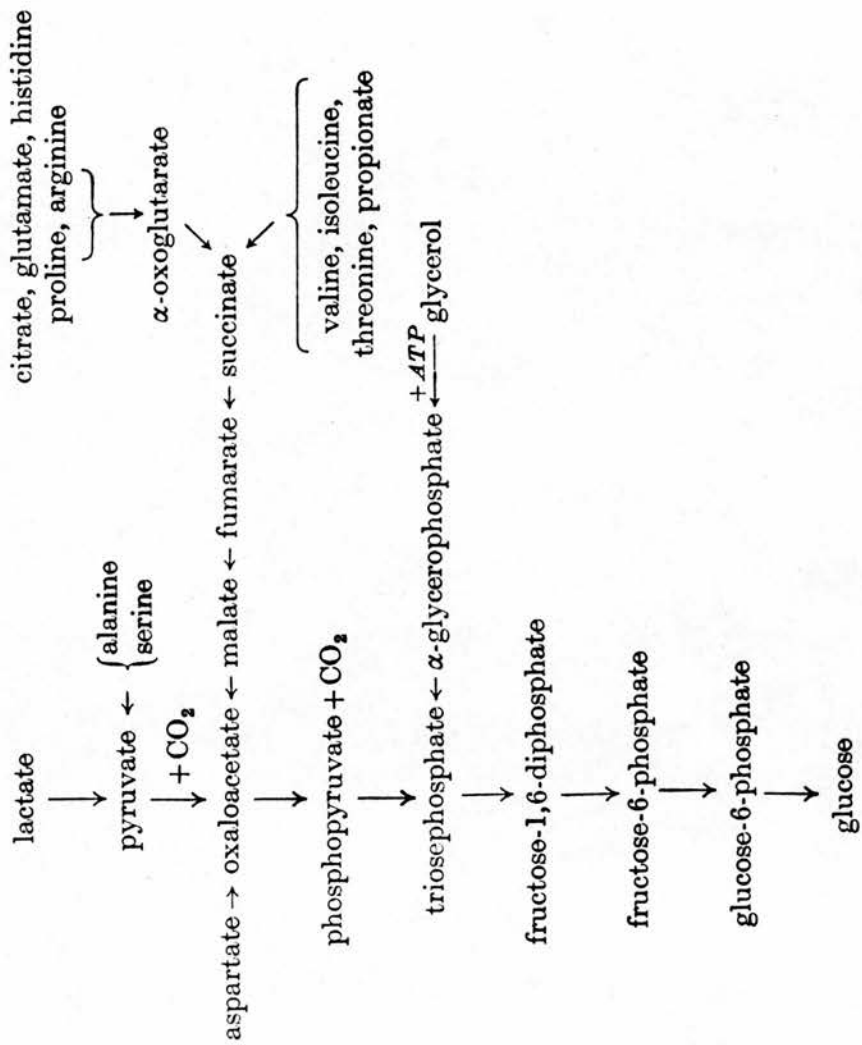 citrate, glutamate, histidine
proline, arginine
α-oxoglutarate
lactate
pyruvate ← { alanine
serine
+CO₂
aspartate → oxaloacetate ← malate ← fumarate ← succinate
valine, isoleucine,
threonine, propionate
phosphopyruvate+CO₂
triosephosphate ← α-glycerophosphate ← +ATP glycerol
fructose-1,6-diphosphate
fructose-6-phosphate
glucose-6-phosphate
glucose